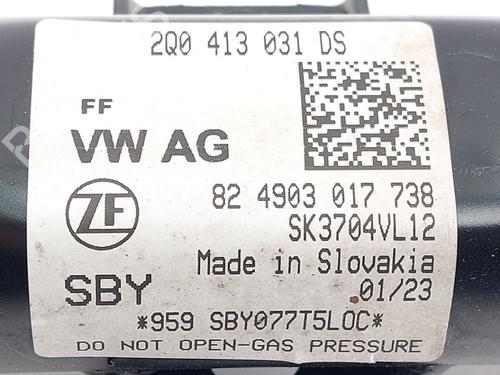 2Q0 413 031 DS
FF
VW AG
ZF
82 4903 017 738
SK3704VL12
Made in Slovakia
SBY
01/23
*959 SBY077T5LOC*
DO NOT OPEN-GAS PRESSURE